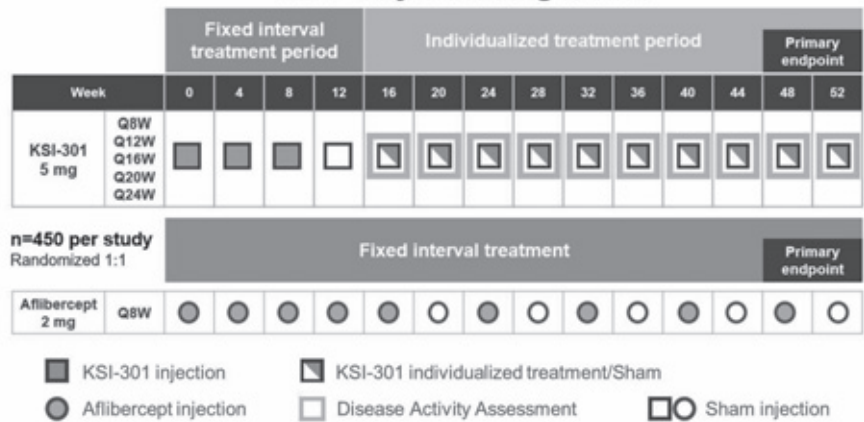 Fixed interval
treatment period
Individualized treatment period
Primary
endpoint
Week 0 4 8 12 16 20 24 28 32 36 40 44 48 52
KSI-301
5 mg
Q8W
Q12W
Q16W
Q20W
Q24W
n=450 per study
Randomized 1:1
Fixed interval treatment
Primary
endpoint
Aflibercept
2 mg
Q8W
KSI-301 injection
KSI-301 individualized treatment/Sham
Aflibercept injection
Disease Activity Assessment
Sham injection